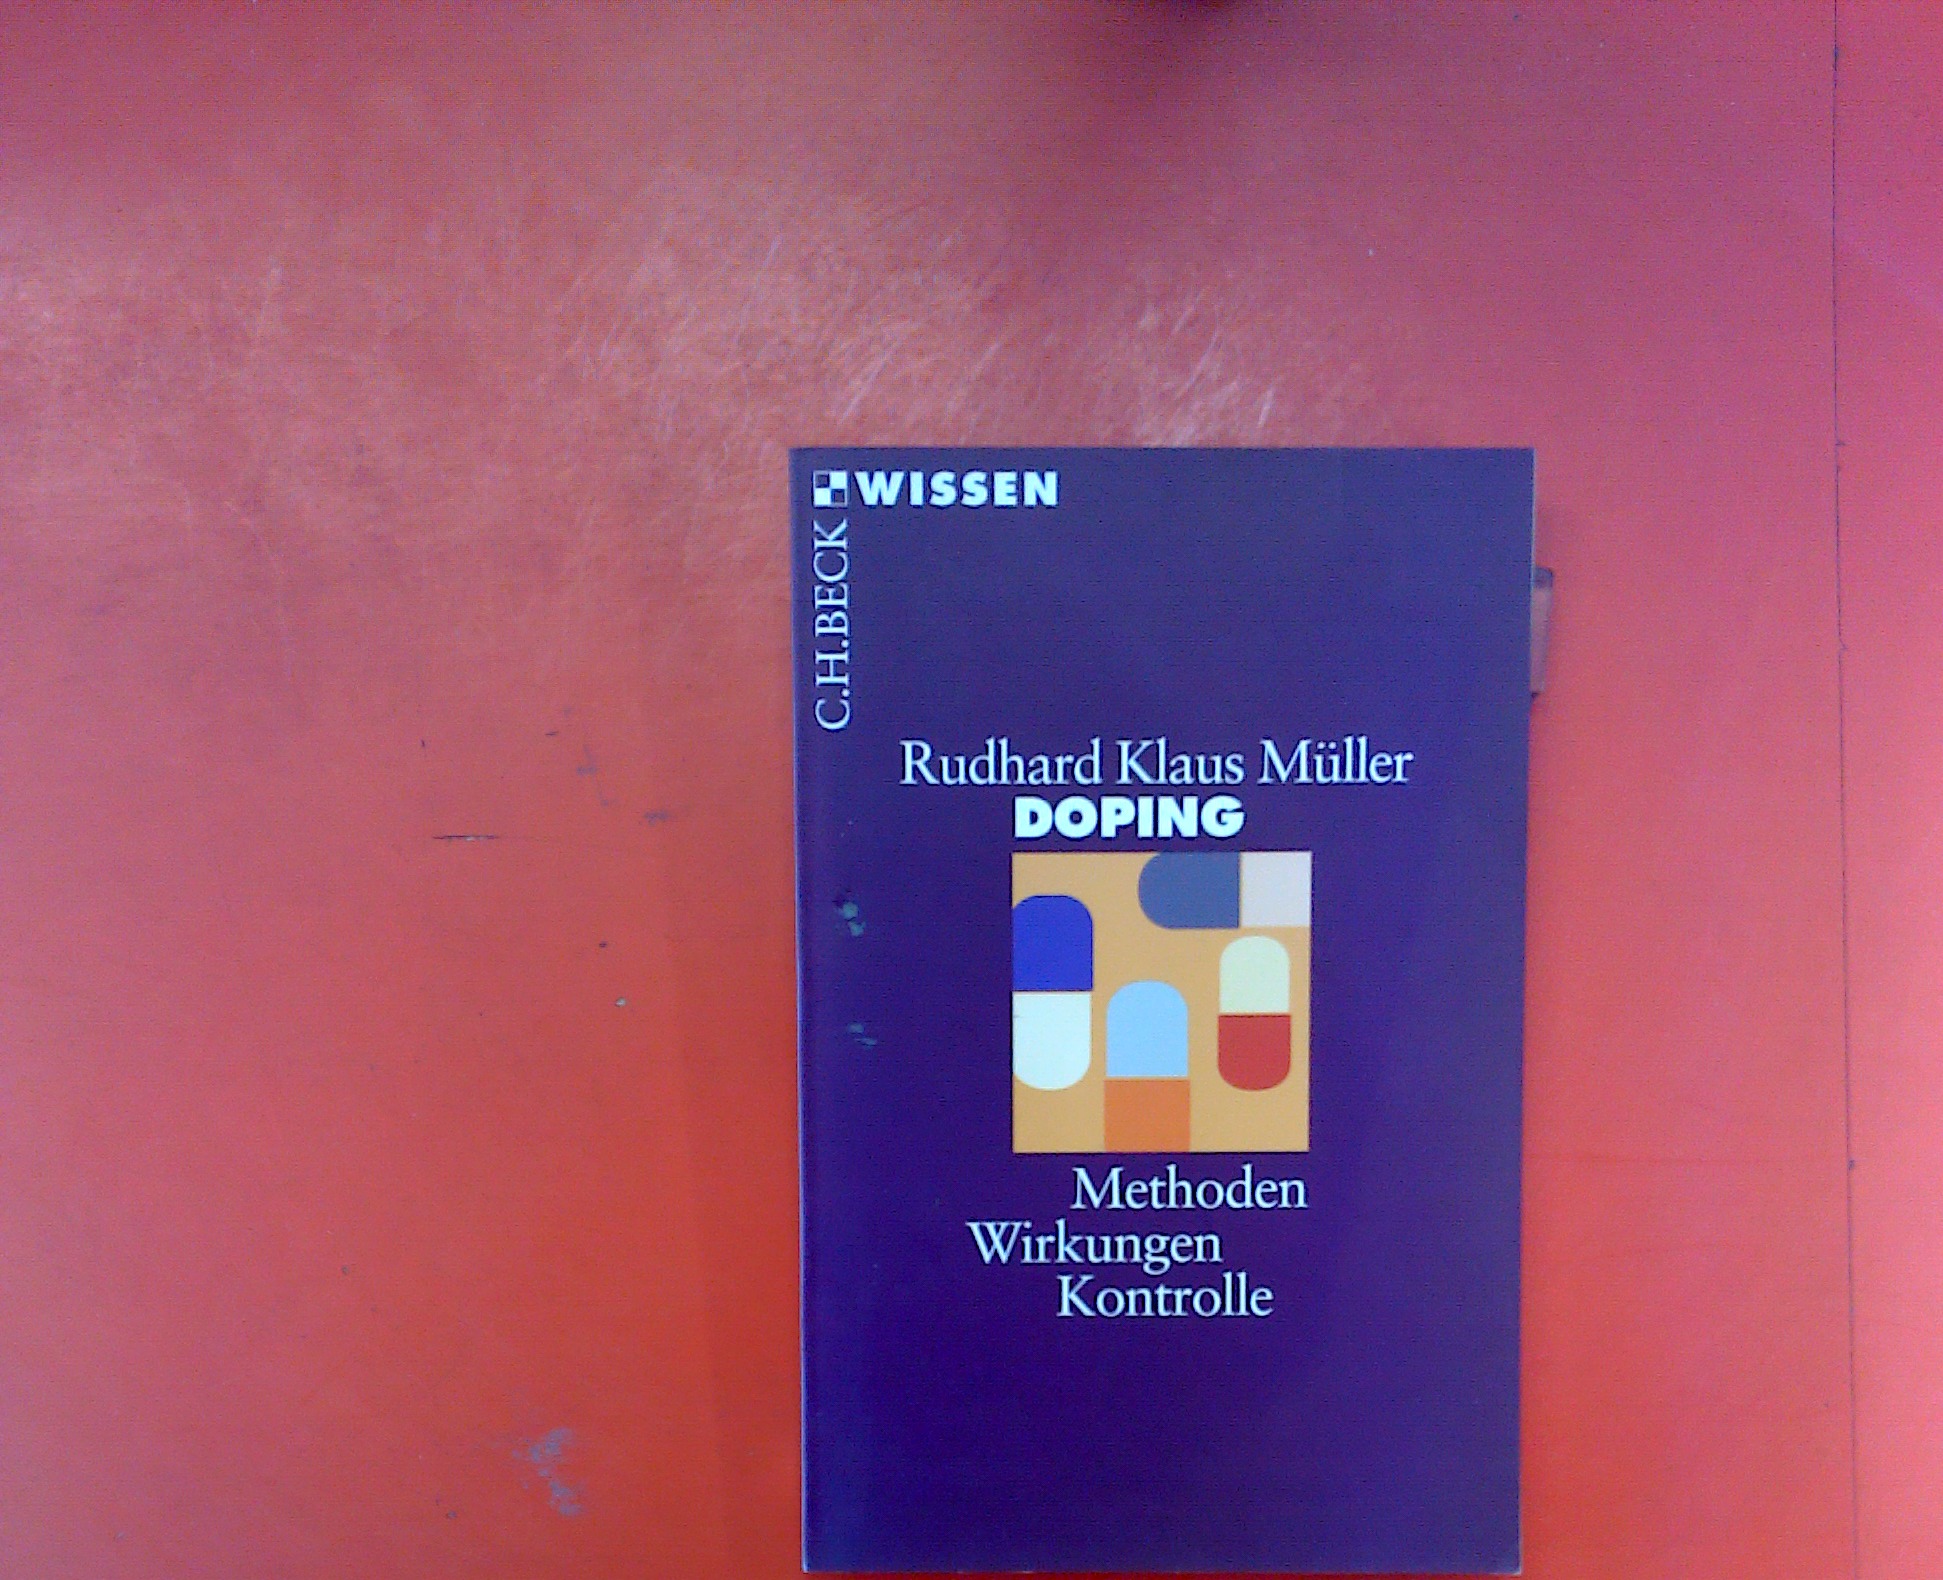 WISSEN
C.H.BECK
Rudhard Klaus Müller
DOPING
Methoden
Wirkungen
Kontrolle